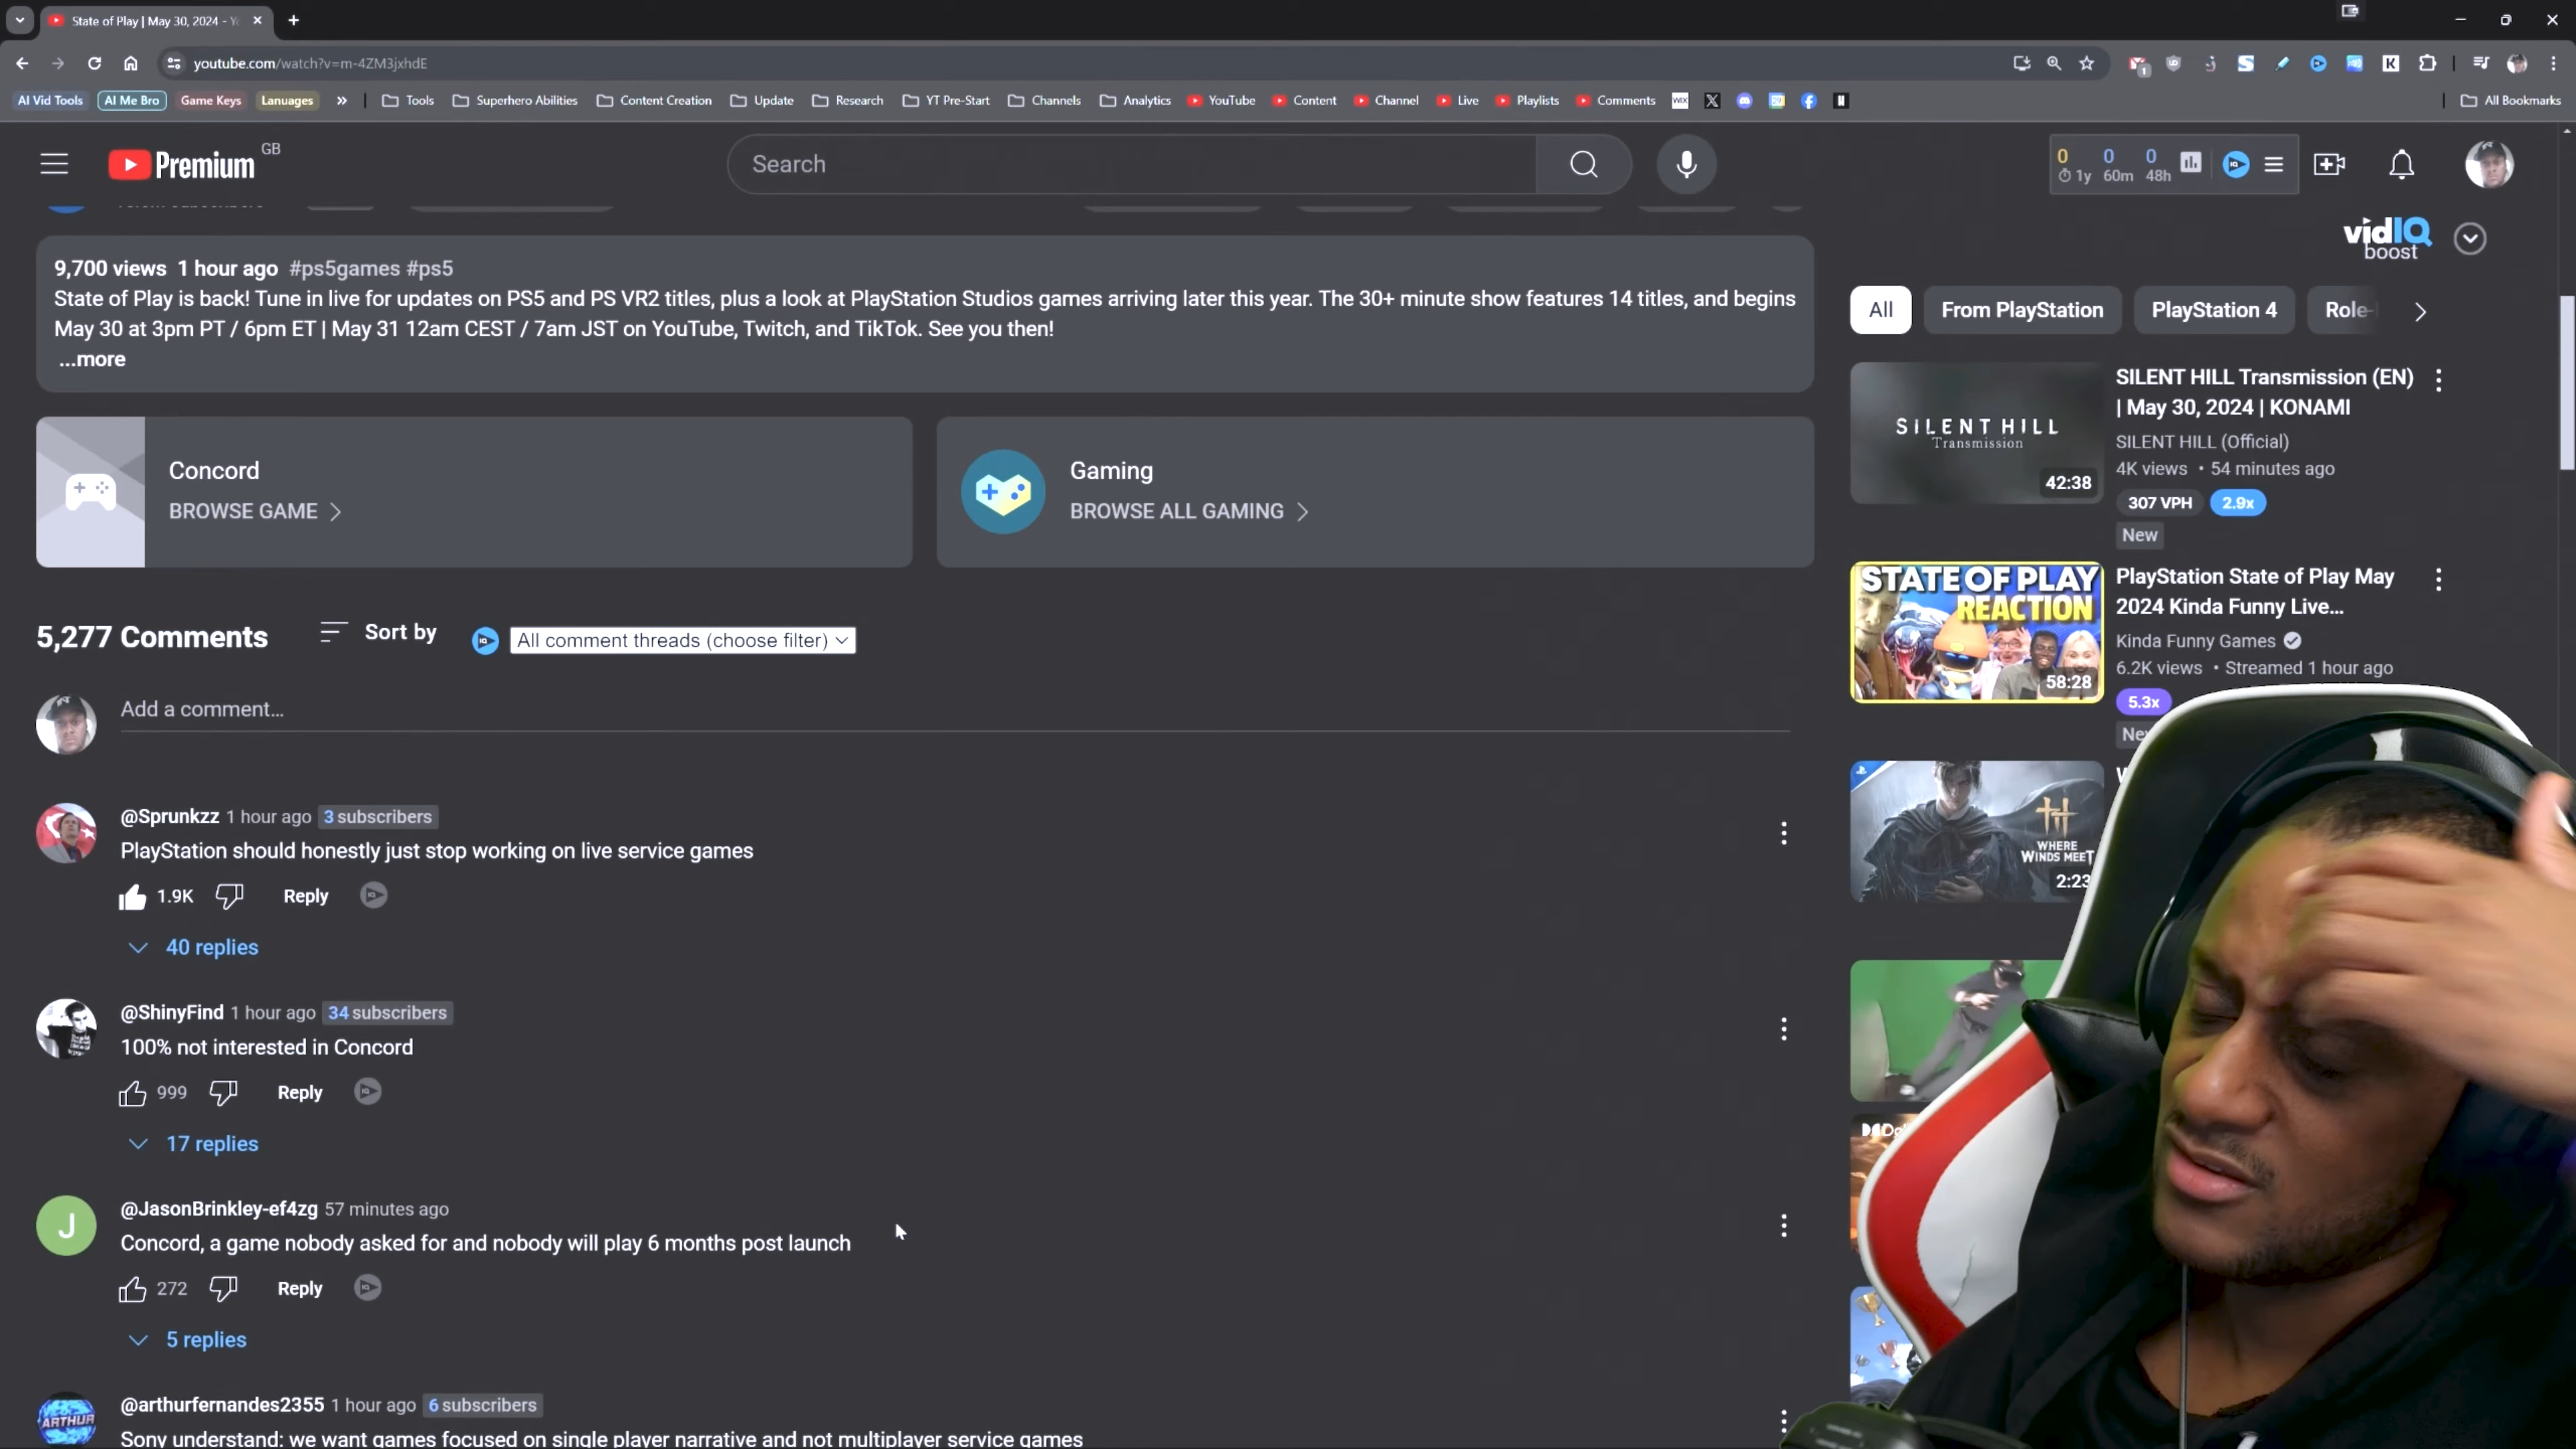 State of Play | May 30, 2024 - Y
youtube.com/watch?v=m-4ZM3jxhdE
AI Vid Tools
AI Me Bro
Game Keys
Lanuages
Tools
Superhero Abilities
Content Creation
Update
Research
YT Pre-Start
Channels
Analytics
YouTube
Content
Channel
Live
Playlists
Comments
All Bookmarks
Premium GB
Search
0 0 0
1y 60m 48h
vidIQ
boost
9,700 views 1 hour ago #ps5games #ps5
State of Play is back! Tune in live for updates on PS5 and PS VR2 titles, plus a look at PlayStation Studios games arriving later this year. The 30+ minute show features 14 titles, and begins
May 30 at 3pm PT / 6pm ET | May 31 12am CEST / 7am JST on YouTube, Twitch, and TikTok. See you then!
...more
Concord
BROWSE GAME
Gaming
BROWSE ALL GAMING
5,277 Comments
Sort by
All comment threads (choose filter)
Add a comment...
@Sprunkzz 1 hour ago 3 subscribers
PlayStation should honestly just stop working on live service games
1.9K Reply
40 replies
@ShinyFind 1 hour ago 34 subscribers
100% not interested in Concord
999 Reply
17 replies
J
@JasonBrinkley-ef4zg 57 minutes ago
Concord, a game nobody asked for and nobody will play 6 months post launch
272 Reply
5 replies
ARTHUR
@arthurfernandes2355 1 hour ago 6 subscribers
Sony understand: we want games focused on single player narrative and not multiplayer service games
All
From PlayStation
PlayStation 4
Role-
SILENT HILL
Transmission
42:38
SILENT HILL Transmission (EN)
| May 30, 2024 | KONAMI
SILENT HILL (Official)
4K views • 54 minutes ago
307 VPH 2.9x
New
STATE OF PLAY
REACTION
58:28
PlayStation State of Play May
2024 Kinda Funny Live...
Kinda Funny Games
6.2K views • Streamed 1 hour ago
5.3x
New
WHERE
WINDS MEET
2:23